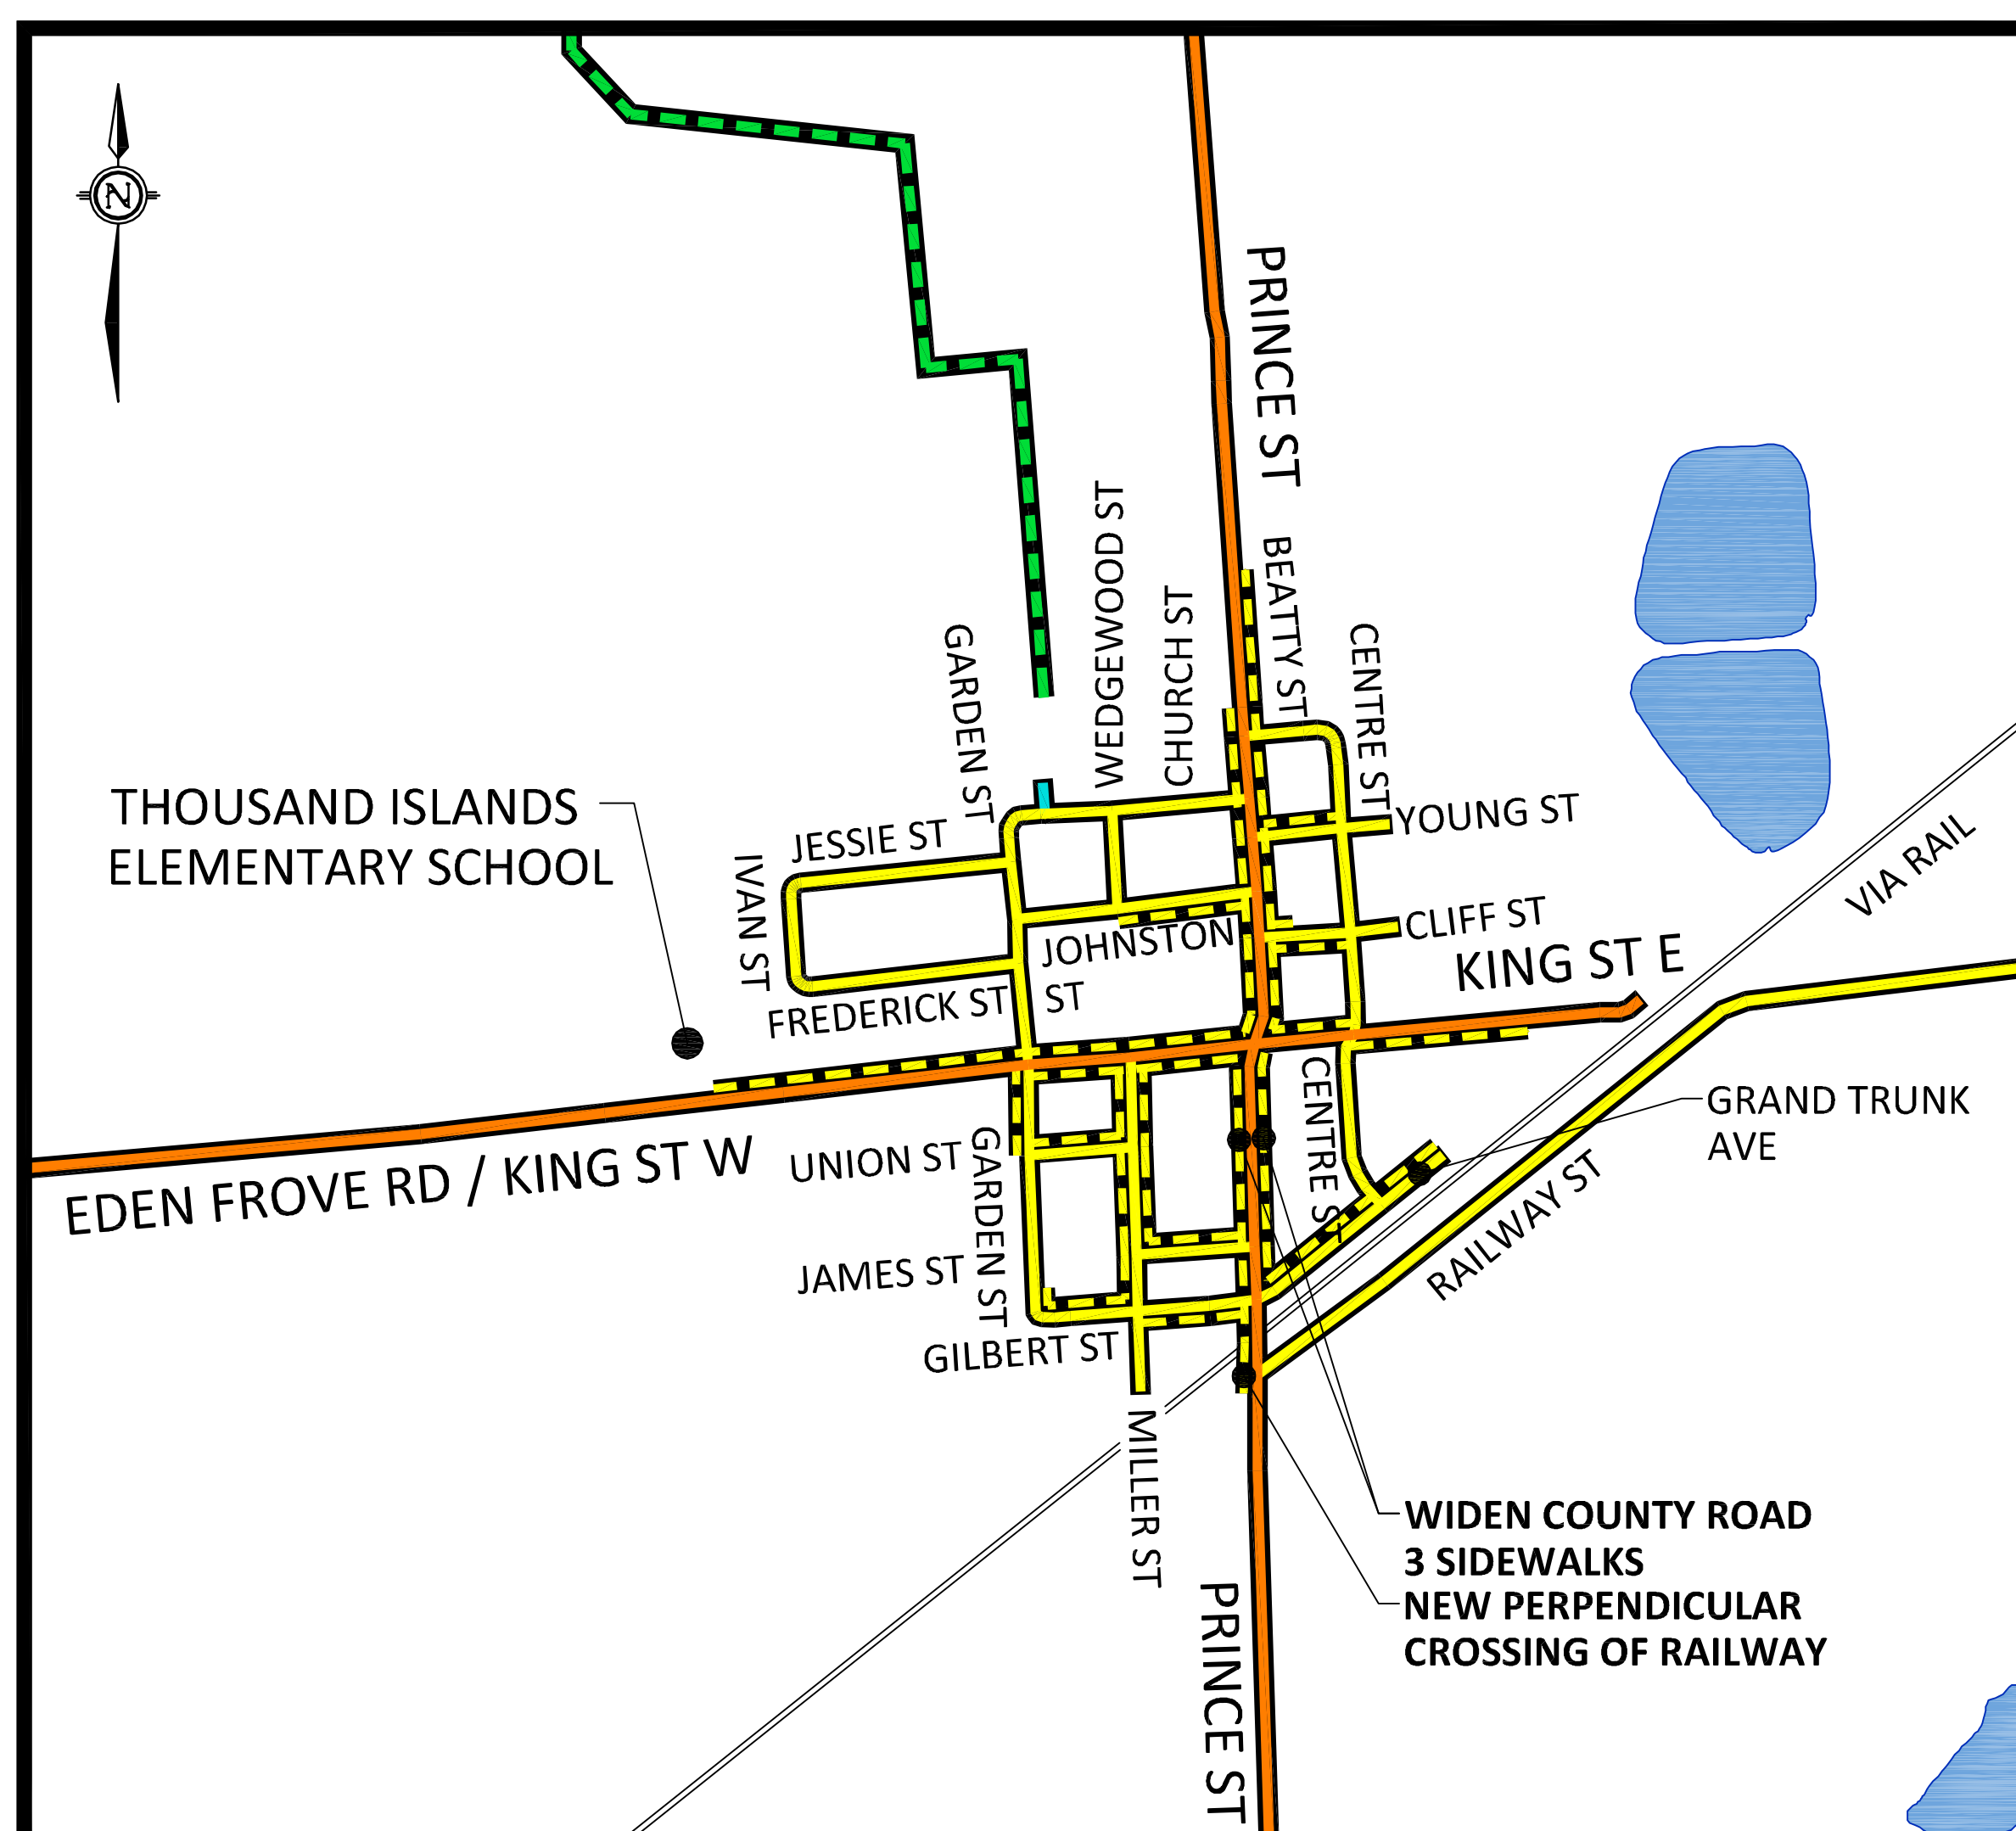 N
PRINCE ST
BEATTY ST
WEDGEWOOD ST
CHURCH ST
GARDEN ST
CENTRE ST
THOUSAND ISLANDS
ELEMENTARY SCHOOL
JESSIE ST
IVAN ST
YOUNG ST
VIA RAIL
CLIFF ST
JOHNSTON
ST
KING ST E
FREDERICK ST
EDEN FROVE RD / KING ST W
CENTRE ST
GRAND TRUNK
AVE
UNION ST
GARDEN ST
RAILWAY ST
JAMES ST
GILBERT ST
MILLER ST
WIDEN COUNTY ROAD
3 SIDEWALKS
NEW PERPENDICULAR
CROSSING OF RAILWAY
PRINCE ST